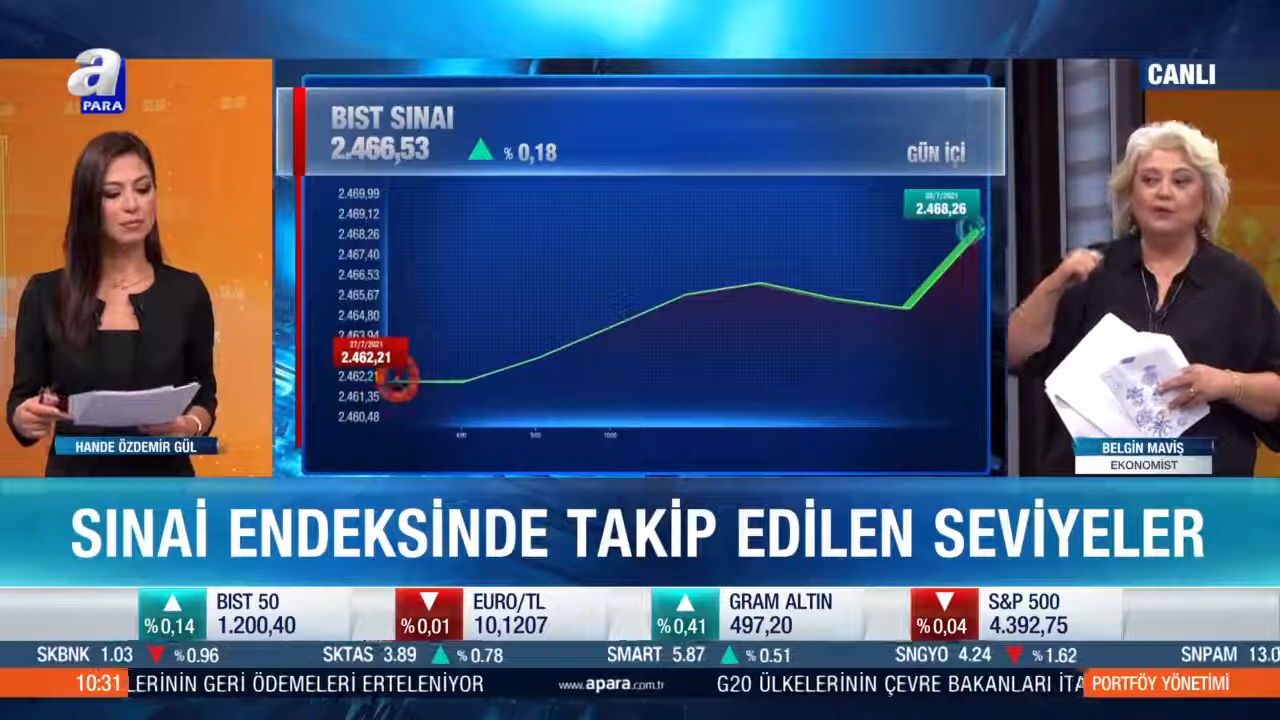 a
PARA
CANLI
BIST SINAI
2.466,53
% 0,18
GÜN İÇİ
2.469,99
2.469,12
2.468,26
2.467,40
2.466,53
2.465,67
2.464,80
2.463,94
2.462,21
2.461,35
2.460,48
27/7/2021
2.462,21
2.468,26
9:00
10:00
HANDE ÖZDEMİR GÜL
BELGİN MAVİŞ
EKONOMİST
SINAİ ENDEKSİNDE TAKİP EDİLEN SEVİYELER
% 0,14
BIST 50
1.200,40
% 0,01
EURO/TL
10,1207
% 0,41
GRAM ALTIN
497,20
% 0,04
S&P 500
4.392,75
SKBNK 1.03 %0.96 SKTAS 3.89 %0.78 SMART 5.87 %0.51 SNGYO 4.24 %1.62 SNPAM 13.0
10:31
LERİNİN GERİ ÖDEMELERİ ERTELENİYOR
www.apara.com.tr
G20 ÜLKELERİNİN ÇEVRE BAKANLARI İTA
PORTFÖY YÖNETİMİ